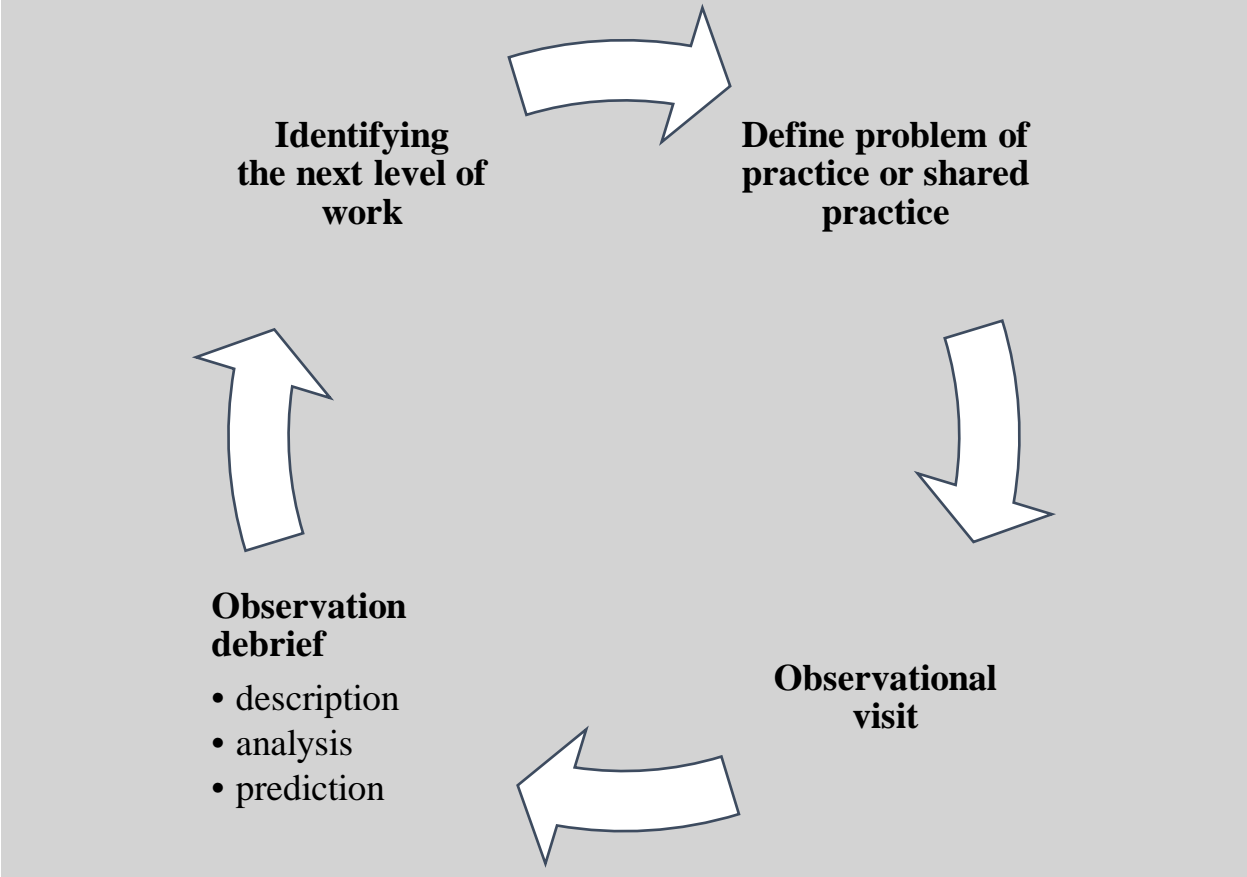 Identifying
the next level of
work
Define problem of
practice or shared
practice
Observational
visit
Observation
debrief
• description
• analysis
• prediction